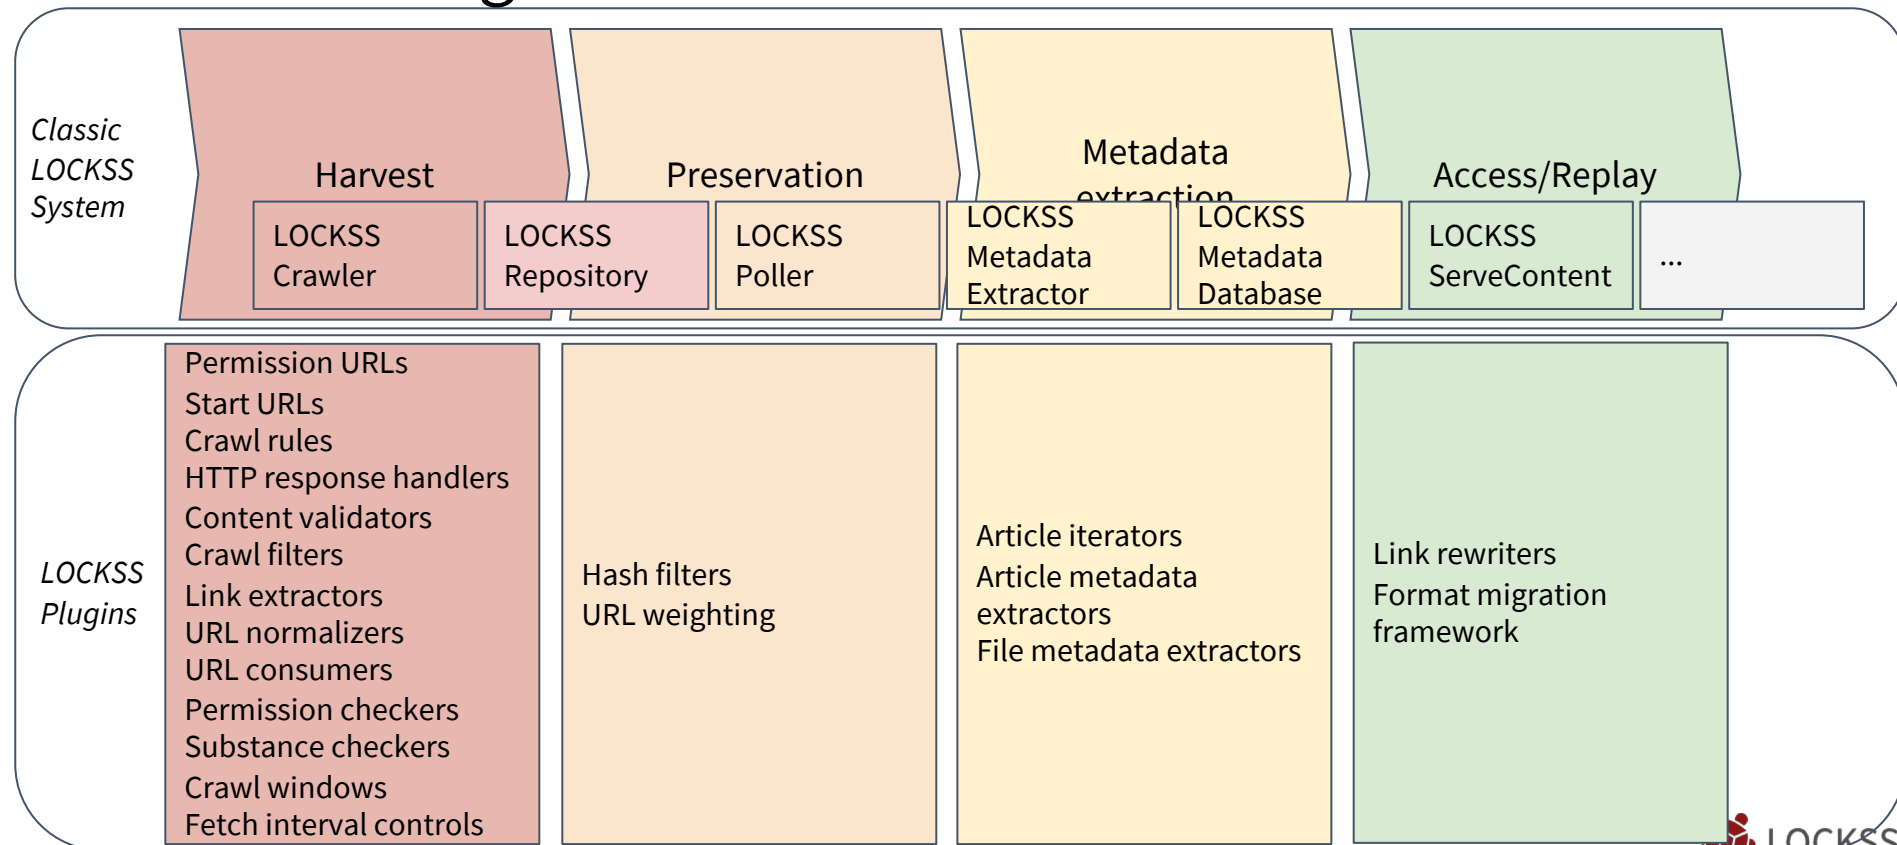 Classic
LOCKSS
System
Harvest
Preservation
Metadata
extraction
Access/Replay
LOCKSS
Crawler
LOCKSS
Repository
LOCKSS
Poller
LOCKSS
Metadata
Extractor
LOCKSS
Metadata
Database
LOCKSS
ServeContent
...
LOCKSS
Plugins
Permission URLs
Start URLs
Crawl rules
HTTP response handlers
Content validators
Crawl filters
Link extractors
URL normalizers
URL consumers
Permission checkers
Substance checkers
Crawl windows
Fetch interval controls
Hash filters
URL weighting
Article iterators
Article metadata
extractors
File metadata extractors
Link rewriters
Format migration
framework
LOCKSS